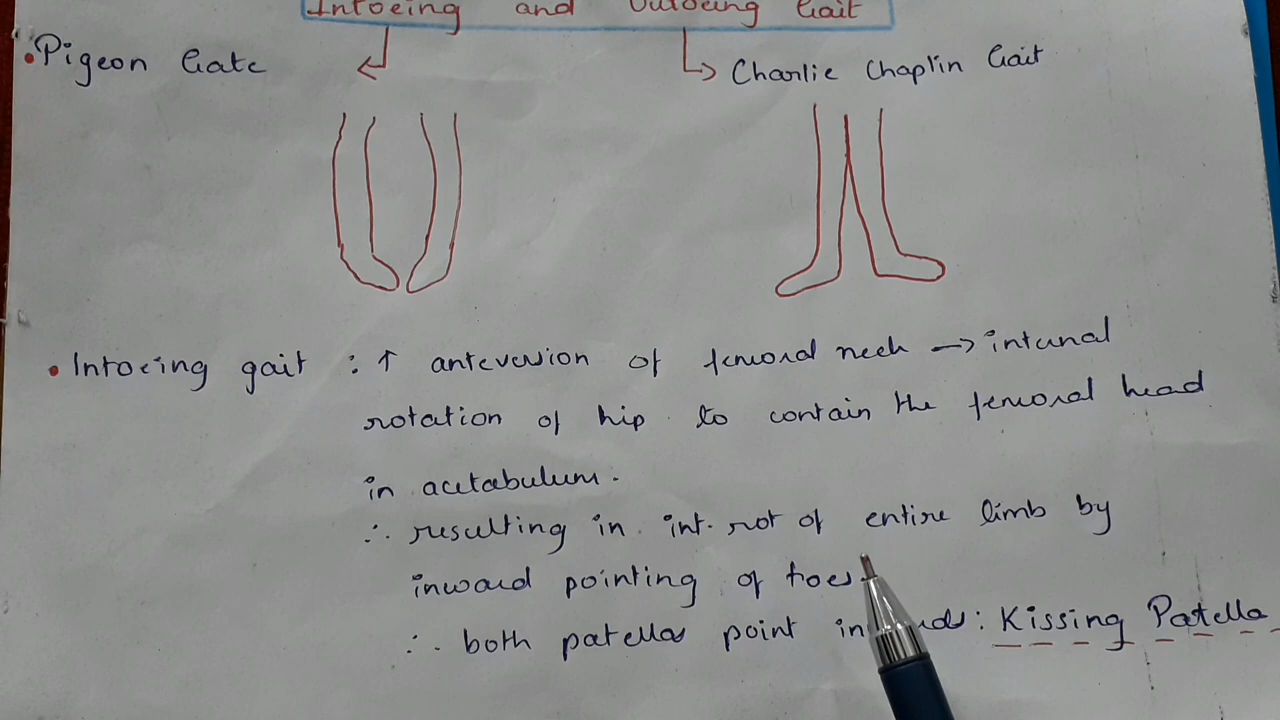 Intoeing and Outoeing Gait
• Pigeon Gate
Charlie Chaplin Gait
• Intoeing gait : ↑ anteversion of femoral neck → internal
rotation of hip to contain the femoral head
in acetabulum.
∴ resulting in int. rot of entire limb by
inward pointing of toes
∴ both patellas point : Kissing Patella